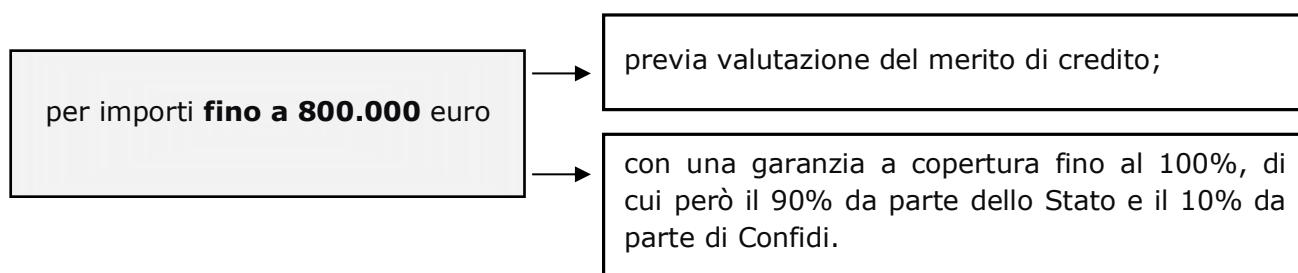 per importi fino a 800.000 euro
previa valutazione del merito di credito;
con una garanzia a copertura fino al 100%, di
cui però il 90% da parte dello Stato e il 10% da
parte di Confidi.